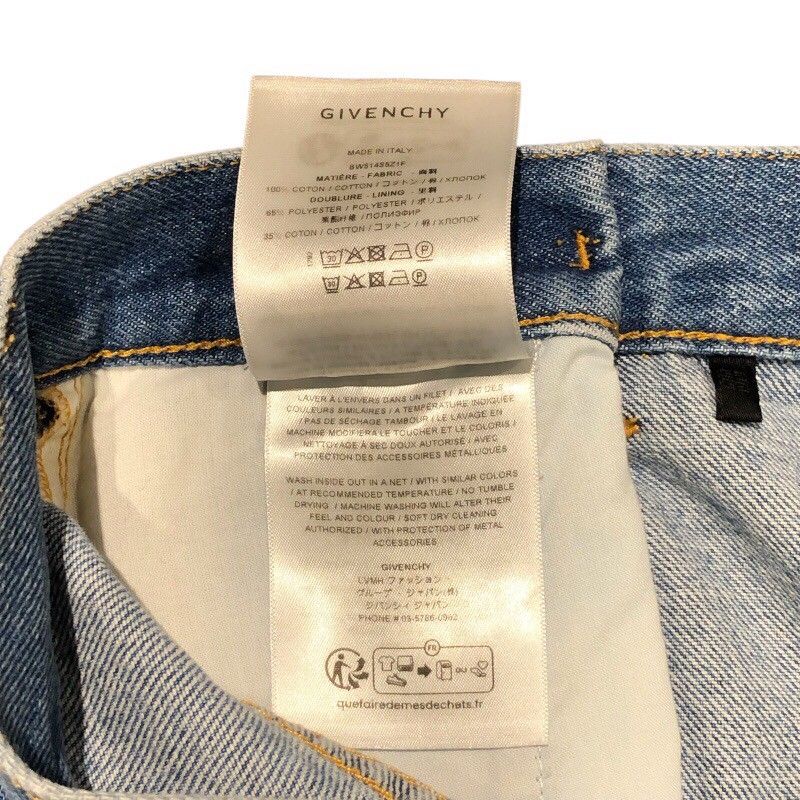 GIVENCHY
MADE IN ITALY
MATIÈRE - FABRIC -
100% COTON / COTTON / コットン / 棉 / ХЛОПОК
DOUBLURE - LINING - 里料
65% POLYESTER / POLYESTER / ポリエステル /
聚酯纤维 / ПОЛИЭФИР
35% COTON / COTTON / コットン / 棉 / ХЛОПОК
30 P
30 P
LAVER À L'ENVERS DANS UN FILET / AVEC DES
COULEURS SIMILAIRES / A TEMPÉRATURE INDIQUÉE
/ PAS DE SÉCHAGE TAMBOUR / LE LAVAGE EN
MACHINE MODIFIERA LE TOUCHER ET LE COLORIS /
NETTOYAGE À SEC DOUX AUTORISÉ / AVEC
PROTECTION DES ACCESSOIRES MÉTALLIQUES
WASH INSIDE OUT IN A NET / WITH SIMILAR COLORS
/ AT RECOMMENDED TEMPERATURE / NO TUMBLE
DRYING / MACHINE WASHING WILL ALTER THEIR
FEEL AND COLOUR / SOFT DRY CLEANING
AUTHORIZED / WITH PROTECTION OF METAL
ACCESSORIES
GIVENCHY
LVMH ファッション・
グループ・ジャパン(株)
ジバンシィ ジャパン
PHONE # 03-5786-0962
FR
OU
quefairedemesdechets.fr